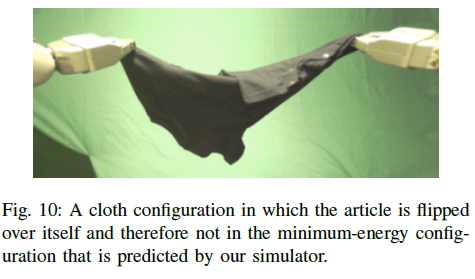 Fig. 10: A cloth configuration in which the article is flipped
over itself and therefore not in the minimum-energy config-
uration that is predicted by our simulator.